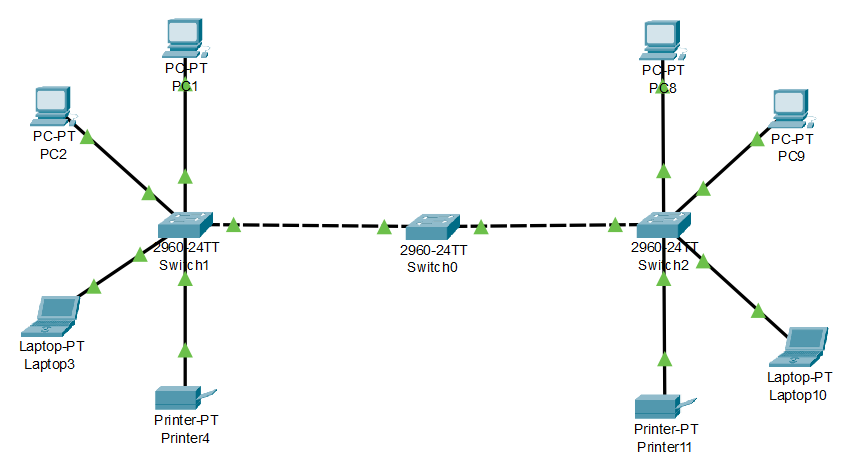 PC-PT
PC1
PC-PT
PC8
PC-PT
PC2
PC-PT
PC9
2960-24TT
Switch1
2960-24TT
Switch0
2960-24TT
Switch2
Laptop-PT
Laptop3
Laptop-PT
Laptop10
Printer-PT
Printer4
Printer-PT
Printer11